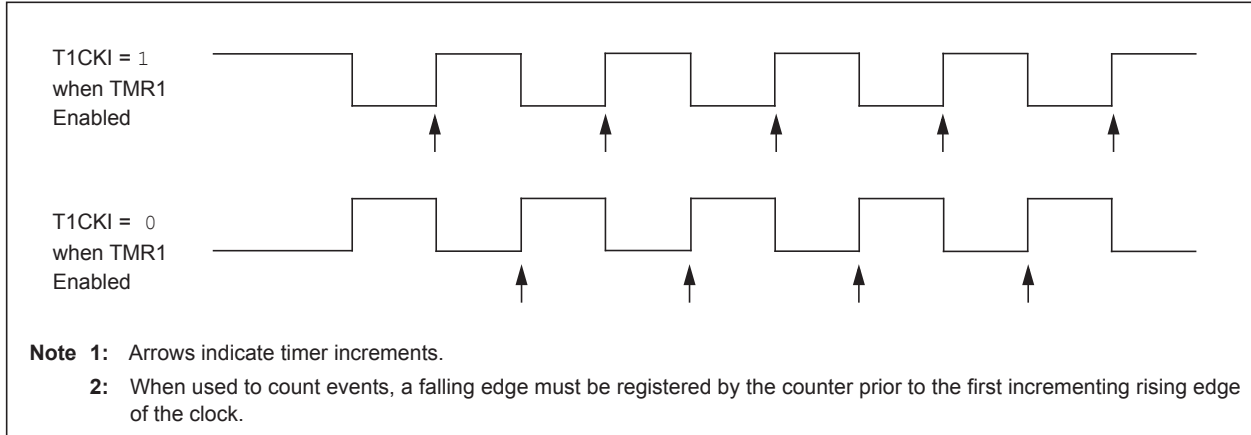 T1CKI = 1
when TMR1
Enabled
T1CKI = 0
when TMR1
Enabled
Note 1: Arrows indicate timer increments.
2: When used to count events, a falling edge must be registered by the counter prior to the first incrementing rising edge
of the clock.